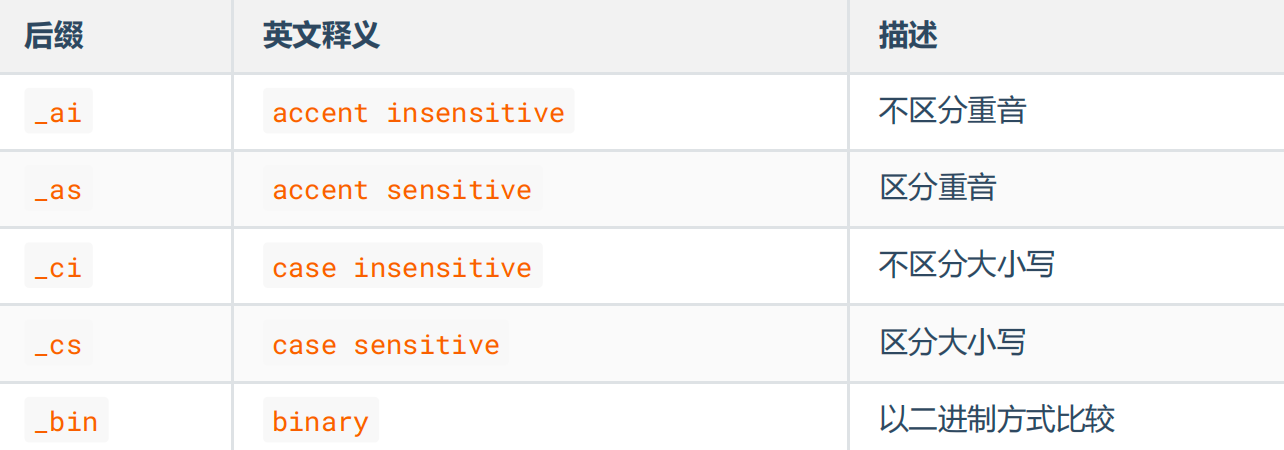 后缀 英文释义 描述
_ai accent insensitive 不区分重音
_as accent sensitive 区分重音
_ci case insensitive 不区分大小写
_cs case sensitive 区分大小写
_bin binary 以二进制方式比较